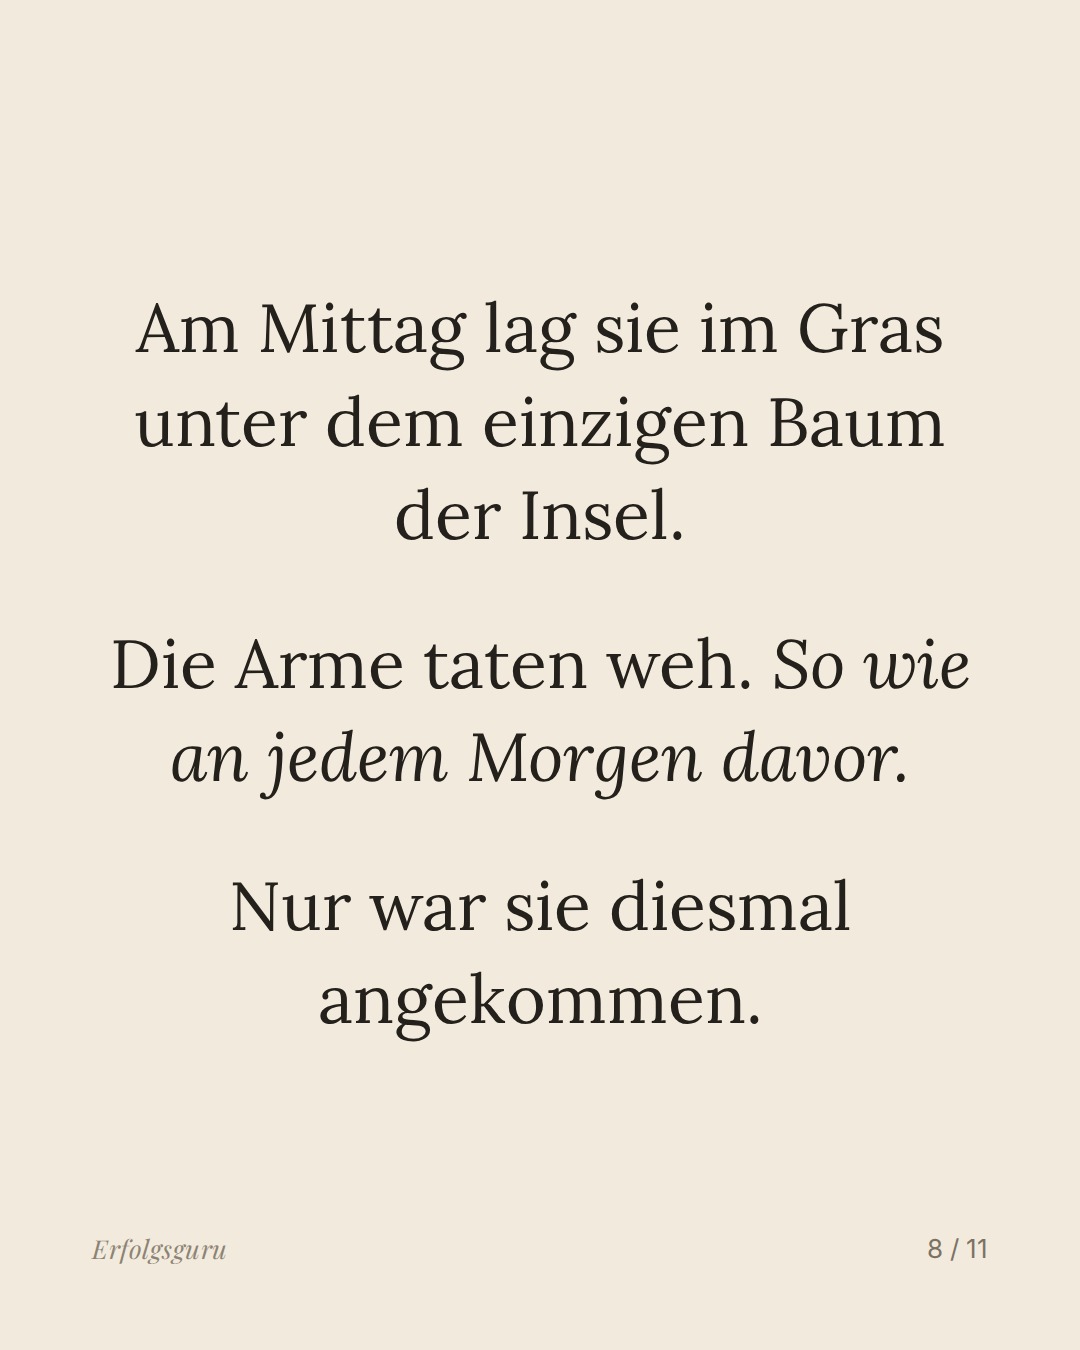 Am Mittag lag sie im Gras
unter dem einzigen Baum
der Insel.
Die Arme taten weh. So wie
an jedem Morgen davor.
Nur war sie diesmal
angekommen.
Erfolgsguru
8 / 11